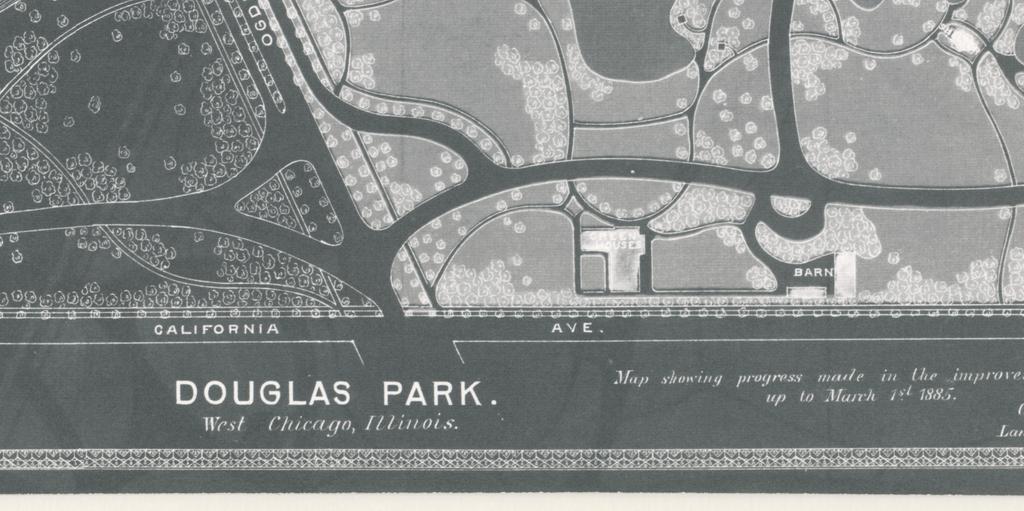 OGD
HOUSES
BARN
CALIFORNIA AVE.
DOUGLAS PARK.
West Chicago, Illinois.
Map showing progress made in the improve
up to March 1st 1885.
Lan